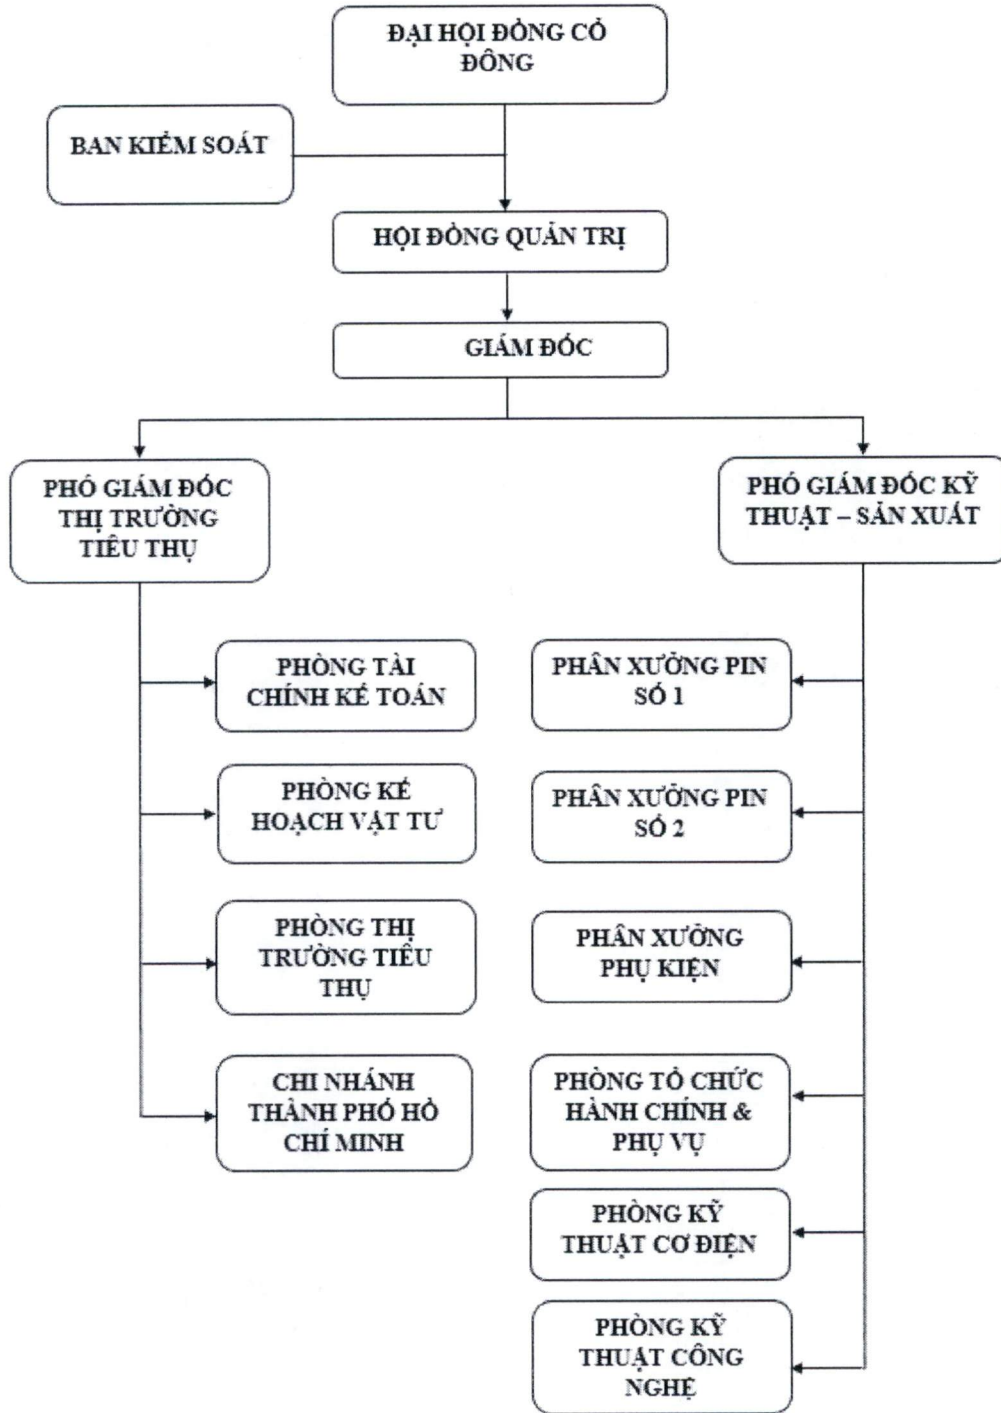 ĐẠI HỘI ĐỒNG CỔ
ĐÔNG
BAN KIỂM SOÁT
HỘI ĐỒNG QUẢN TRỊ
GIÁM ĐỐC
PHÓ GIÁM ĐỐC
THỊ TRƯỜNG
TIÊU THỤ
PHÓ GIÁM ĐỐC KỸ
THUẬT – SẢN XUẤT
PHÒNG TÀI
CHÍNH KẾ TOÁN
PHÒNG KẾ
HOẠCH VẬT TƯ
PHÒNG THỊ
TRƯỜNG TIÊU
THỤ
CHI NHÁNH
THÀNH PHỐ HỒ
CHÍ MINH
PHÂN XƯỞNG PIN
SỐ 1
PHÂN XƯỞNG PIN
SỐ 2
PHÂN XƯỞNG
PHỤ KIỆN
PHÒNG TỔ CHỨC
HÀNH CHÍNH &
PHỤ VỤ
PHÒNG KỸ
THUẬT CƠ ĐIỆN
PHÒNG KỸ
THUẬT CÔNG
NGHỆ